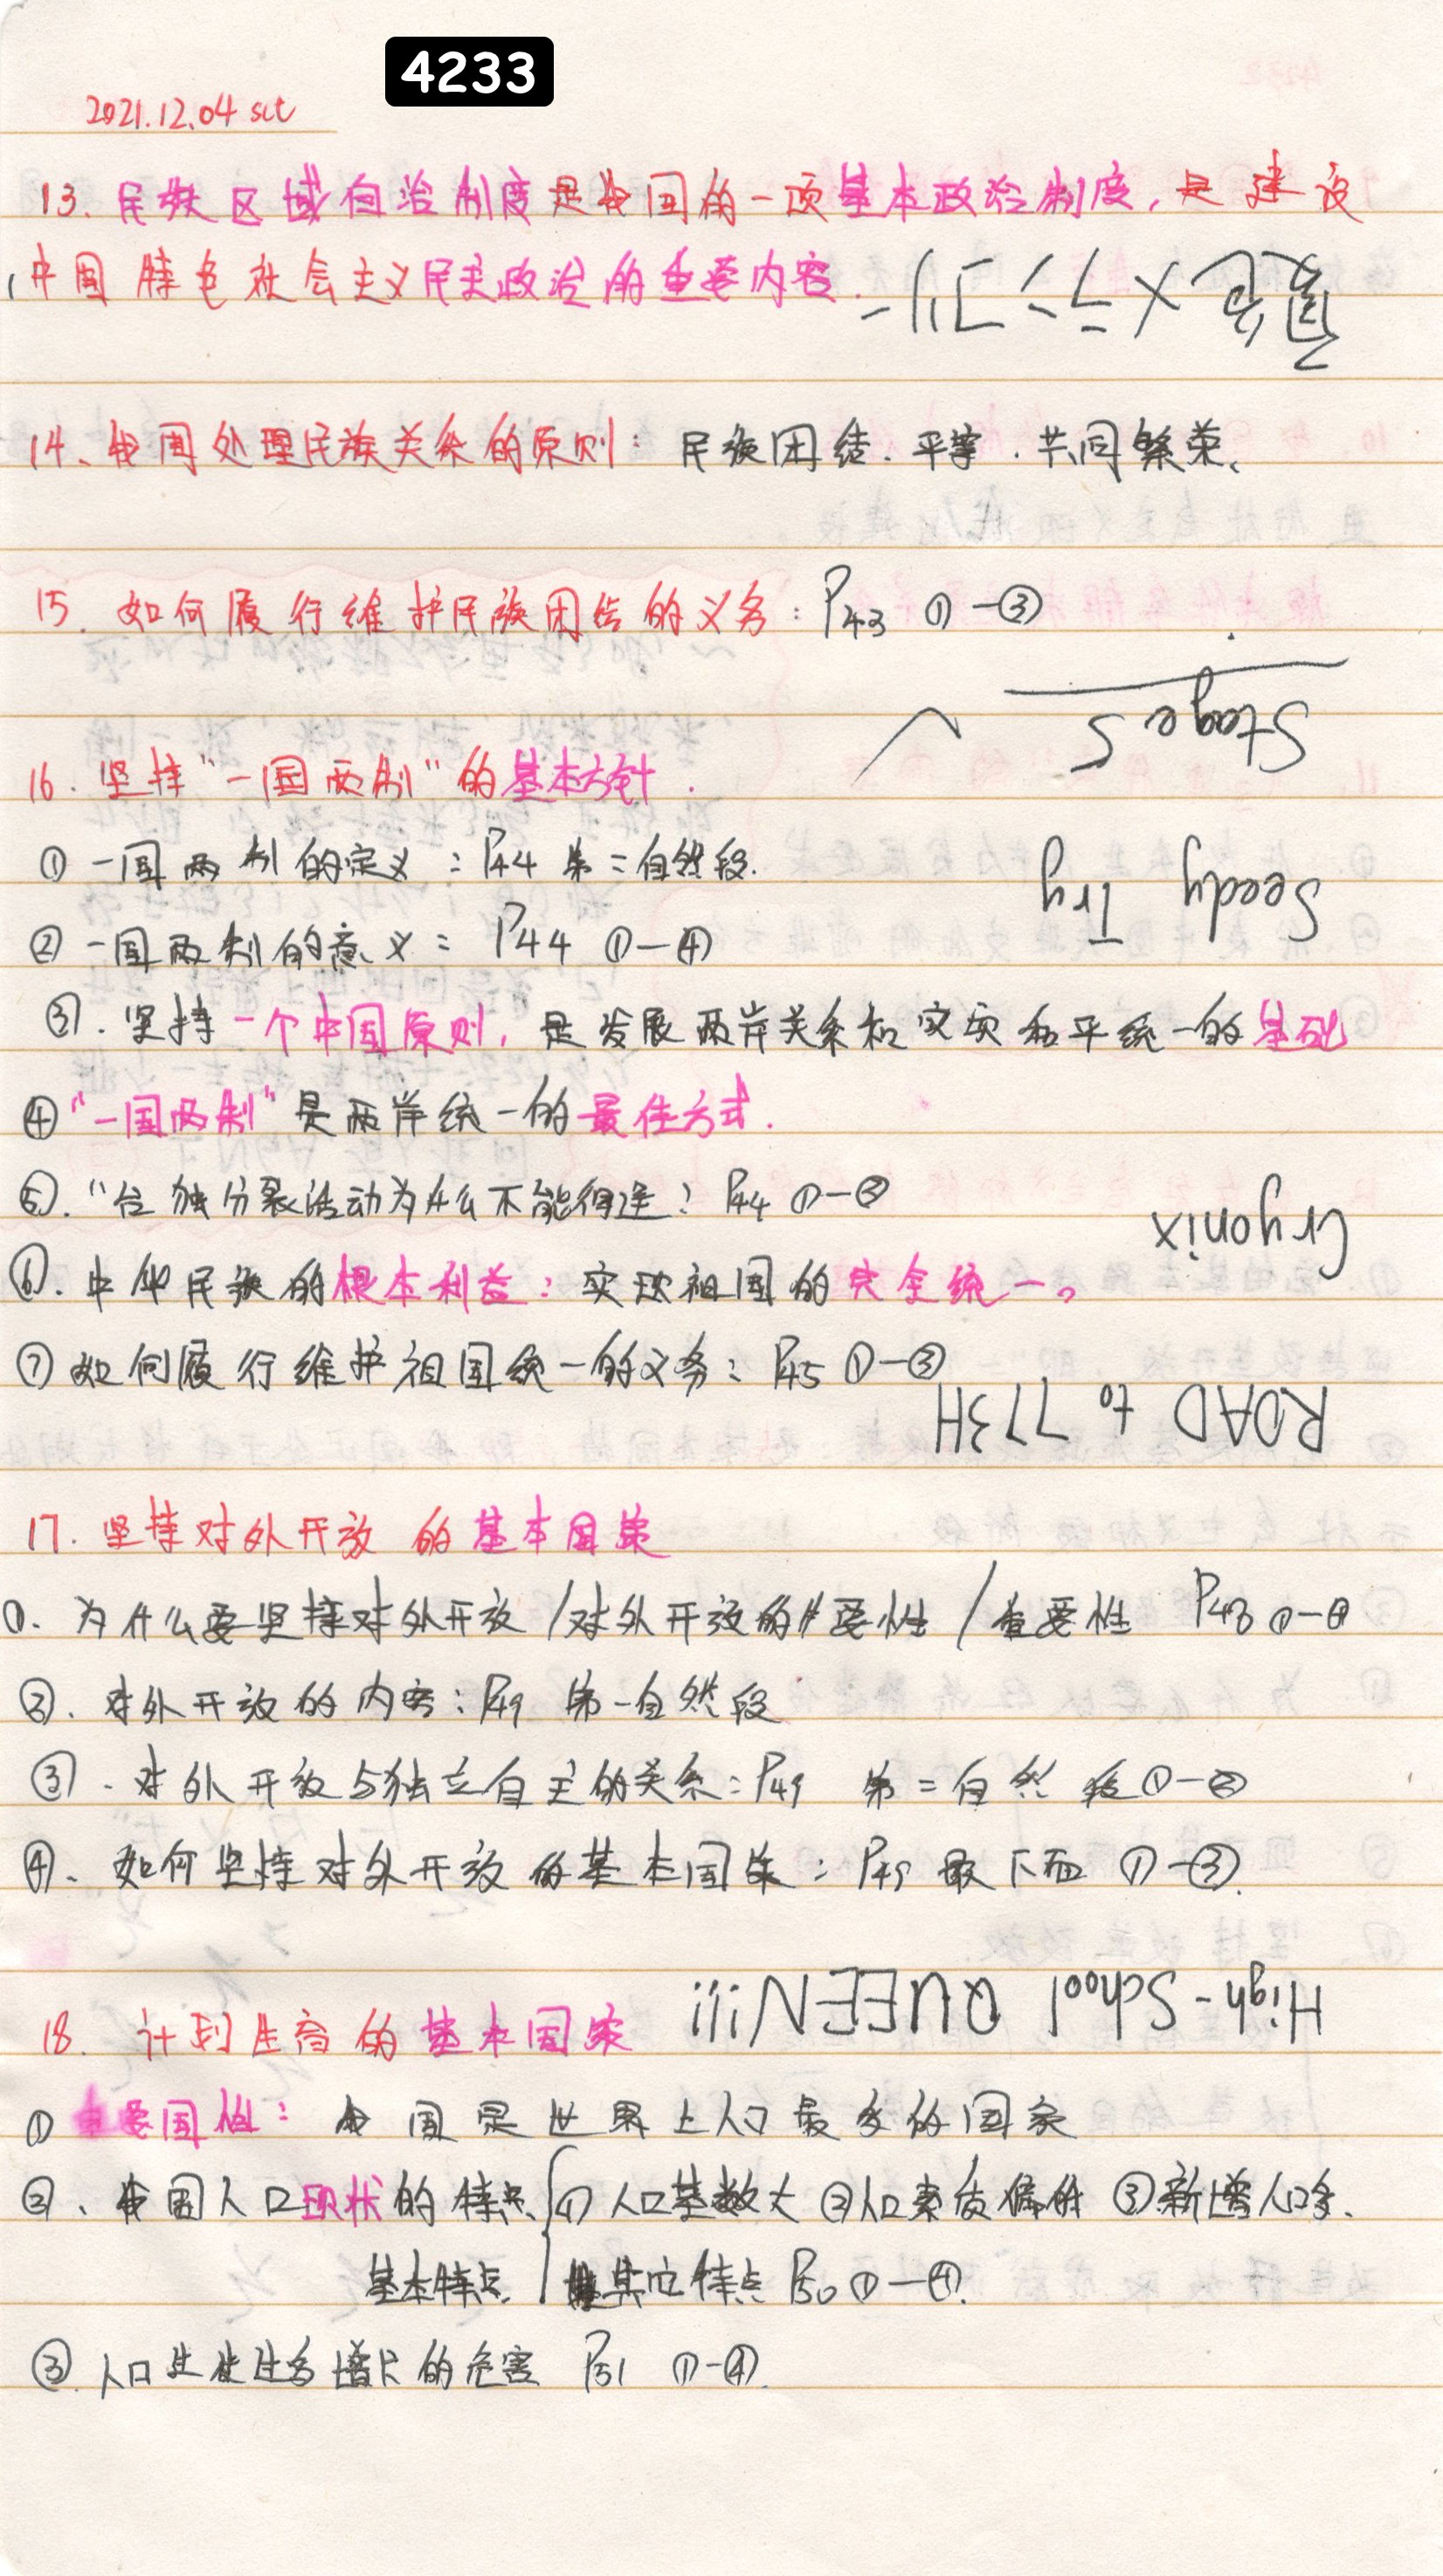 4233
2021.12.04 sat
13. 民族区域自治制度是我国的一项基本政治制度, 是建设
中国特色社会主义民主政治的重要内容.
14、我国处理民族关系的原则: 民族团结. 平等. 共同繁荣、
15. 如何履行维护民族团结的义务: P43 ①-③
Stage 5
16. 坚持"一国两制"的基本方针.
① 一国两制的定义: P44 第二自然段.
Seedy Try
② 一国两制的意义: P44 ①-④
③. 坚持一个中国原则, 是发展两岸关系和实现和平统一的基础
④"一国两制"是两岸统一的最佳方式.
⑤. "台独分裂活动为什么不能得逞? P44 ①-③
Cryonix
⑥. 中华民族的根本利益: 实现祖国的完全统一。
⑦ 如何履行维护祖国统一的义务: P45 ①-③
ROAD to 773H
17. 坚持对外开放的基本国策
①. 为什么要坚持对外开放/对外开放的必要性/重要性 P48 ①-④
②. 对外开放的内容: P49 第一自然段
③. 对外开放与独立自主的关系: P49 第二自然段①-②
④、如何坚持对外开放的基本国策: P49 最下面 ①-③.
High-School QUEENiii
18. 计划生育的基本国策
① 重要国性: 我国是世界上人口最多的国家
②、我国人口现状的特点 ① 人口基数大 ②人口素质偏低 ③新增人口多、
基本特点 其它特点 P50 ①-④.
③. 人口过快过多增长的危害 P51 ①-④.